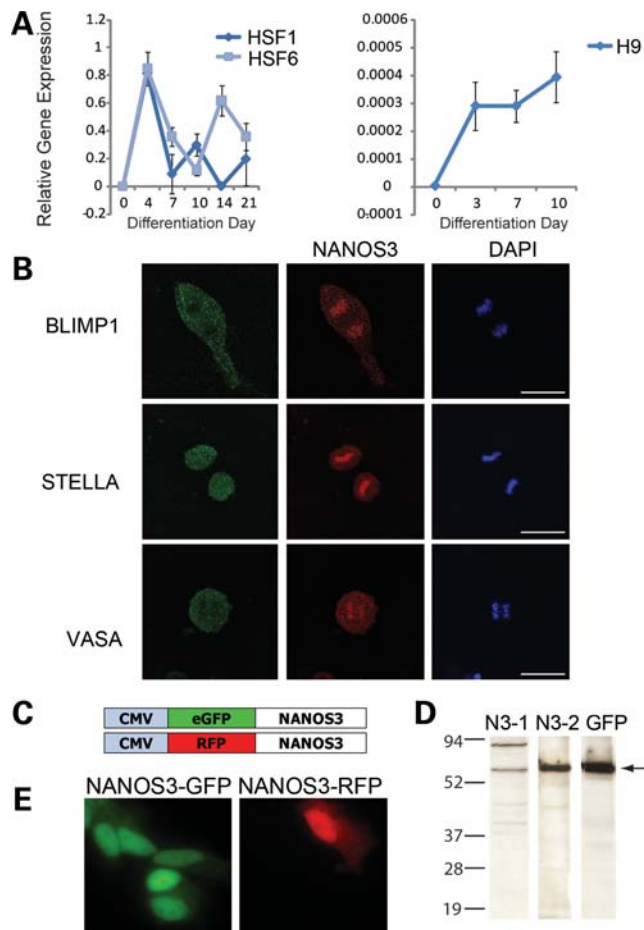 A
Relative Gene Expression
HSF1
HSF6
1.2
1
0.8
0.6
0.4
0.2
0
-0.2
0 4 7 10 14 21
Differentiation Day
H9
0.0006
0.0005
0.0004
0.0003
0.0002
0.0001
0
0.0001
0 3 7 10
Differentiation Day
B
NANOS3 DAPI
BLIMP1
STELLA
VASA
C
CMV eGFP NANOS3
CMV RFP NANOS3
D
N3-1 N3-2 GFP
94
52
37
28
19
E
NANOS3-GFP NANOS3-RFP